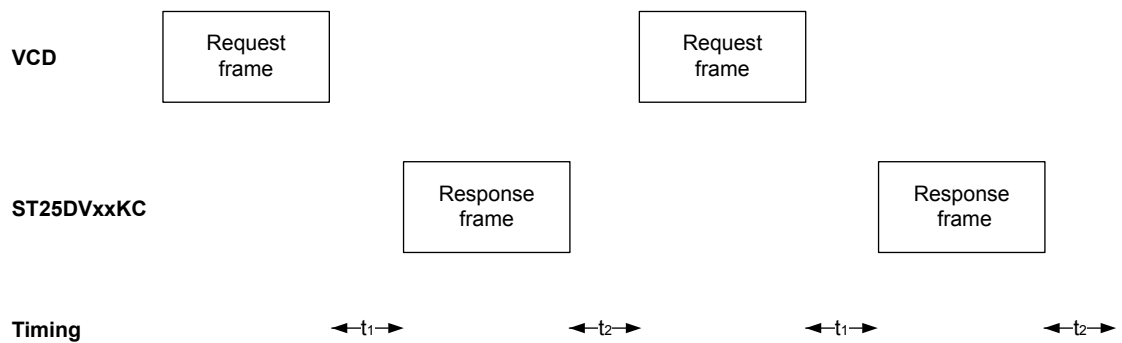 VCD
Request
frame
Request
frame
ST25DVxxKC
Response
frame
Response
frame
Timing
t1
t2
t1
t2